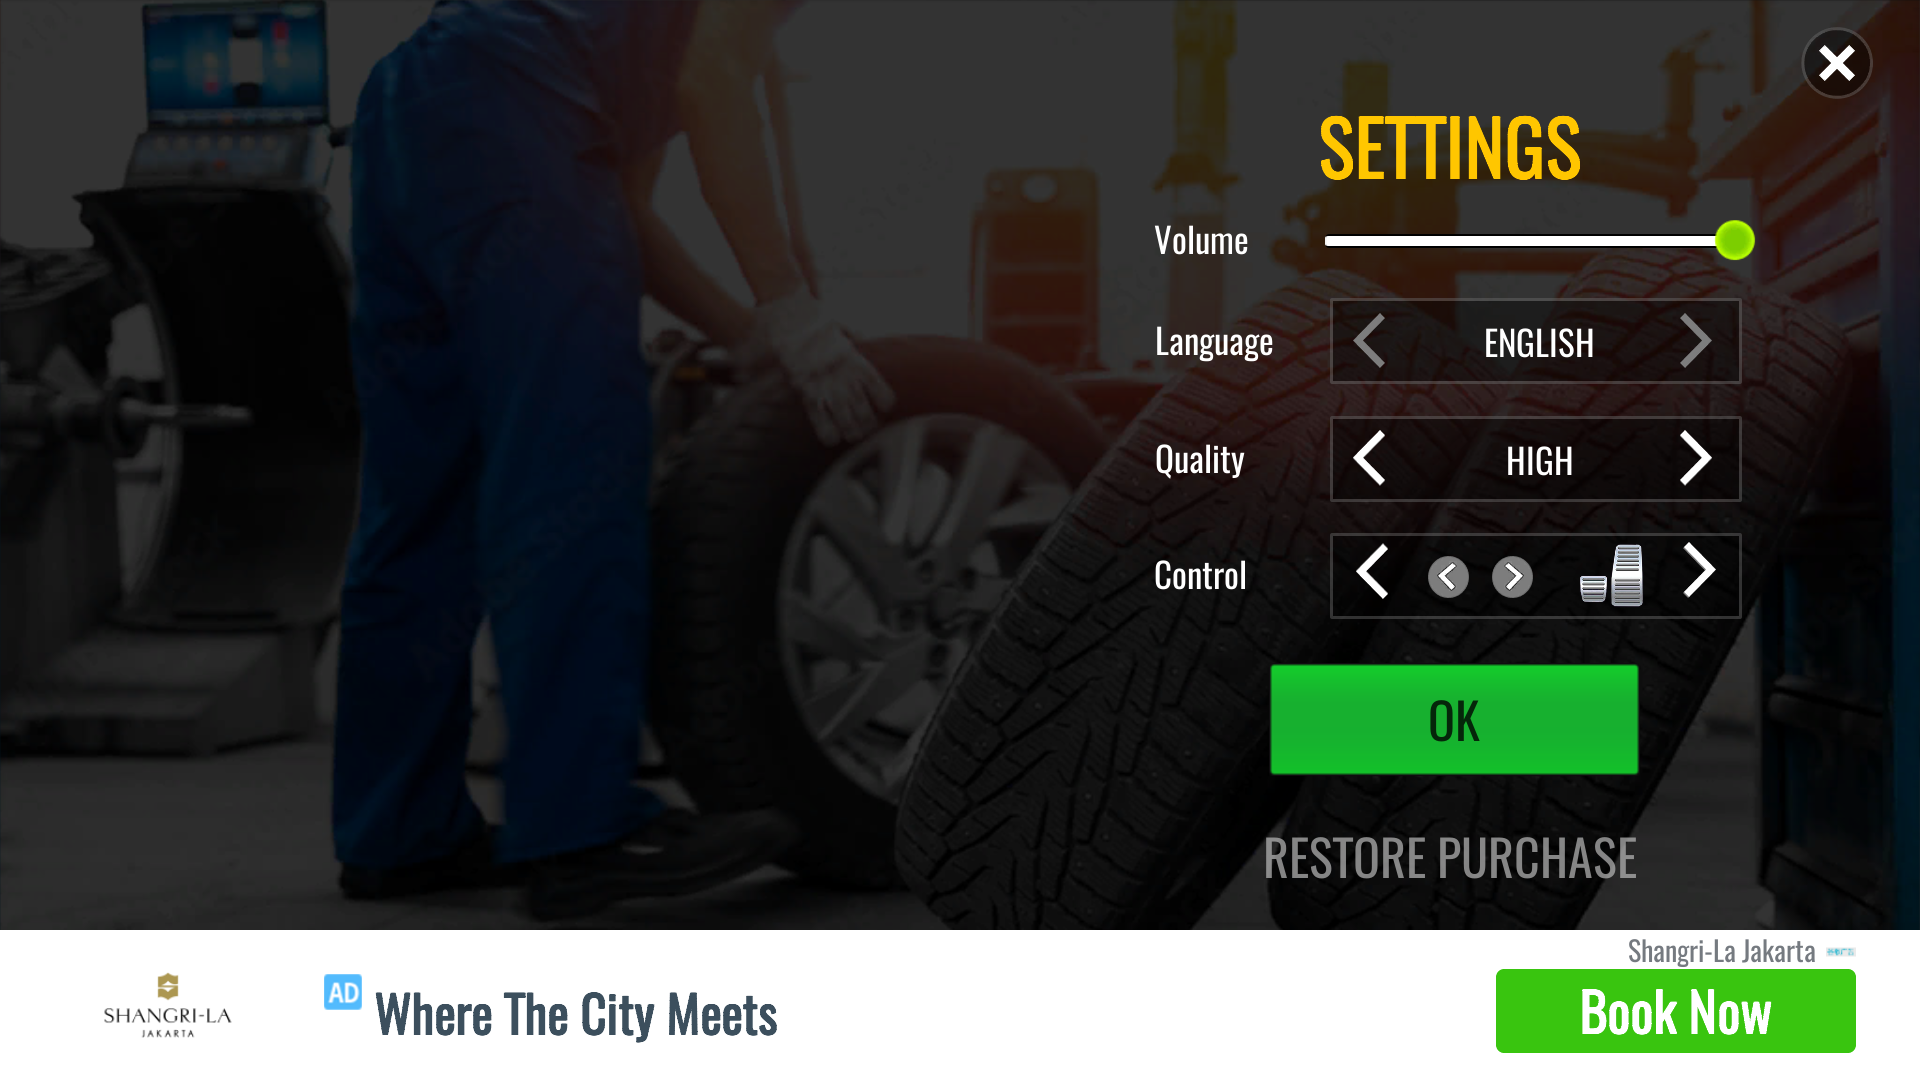 SETTINGS
Volume
Language
ENGLISH
Quality
HIGH
Control
OK
RESTORE PURCHASE
Shangri-La Jakarta
SHANGRI-LA
JAKARTA
AD
Where The City Meets
Book Now